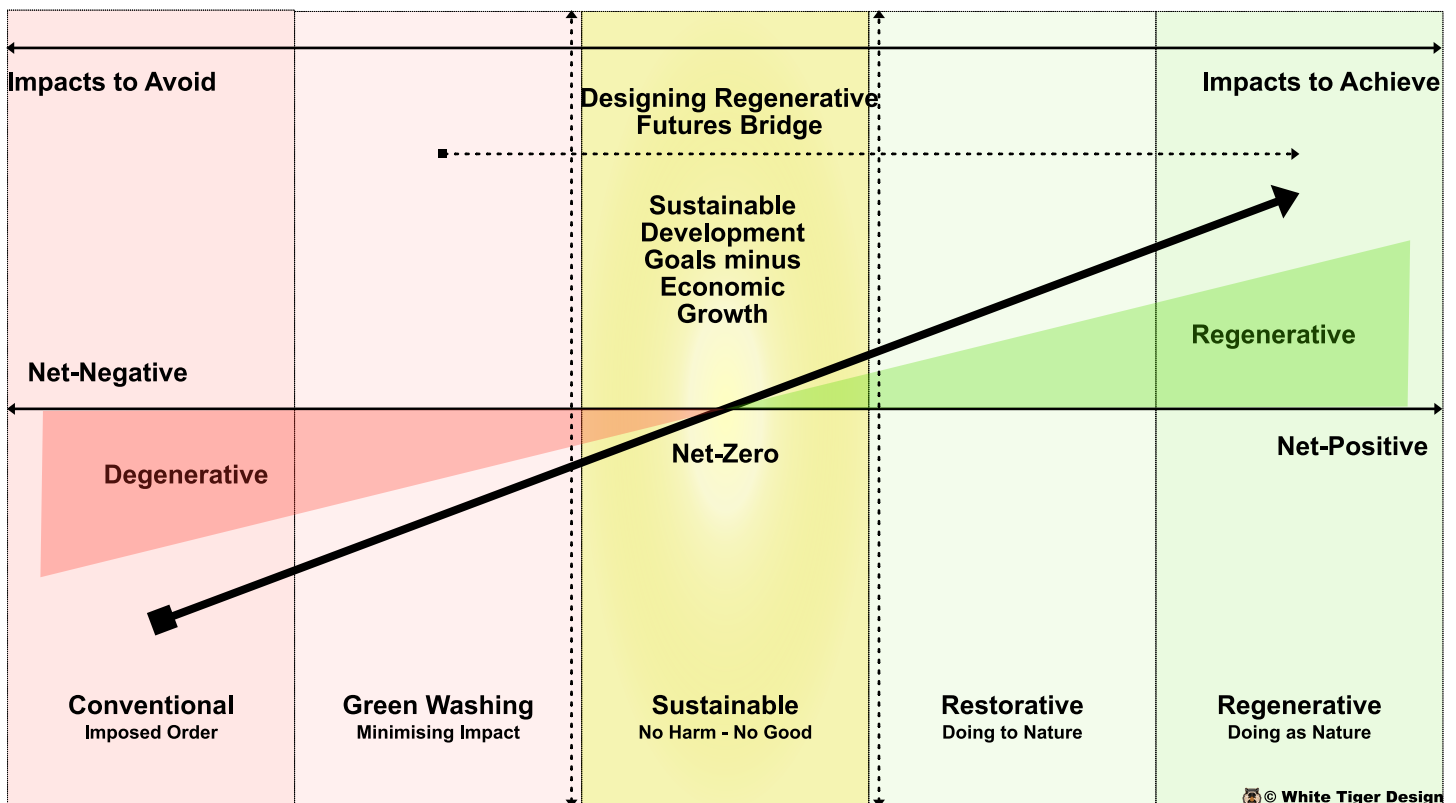 Impacts to Avoid
Impacts to Achieve
Designing Regenerative
Futures Bridge
Sustainable
Development
Goals minus
Economic
Growth
Regenerative
Net-Negative
Net-Zero
Net-Positive
Degenerative
Conventional
Imposed Order
Green Washing
Minimising Impact
Sustainable
No Harm - No Good
Restorative
Doing to Nature
Regenerative
Doing as Nature
© White Tiger Design